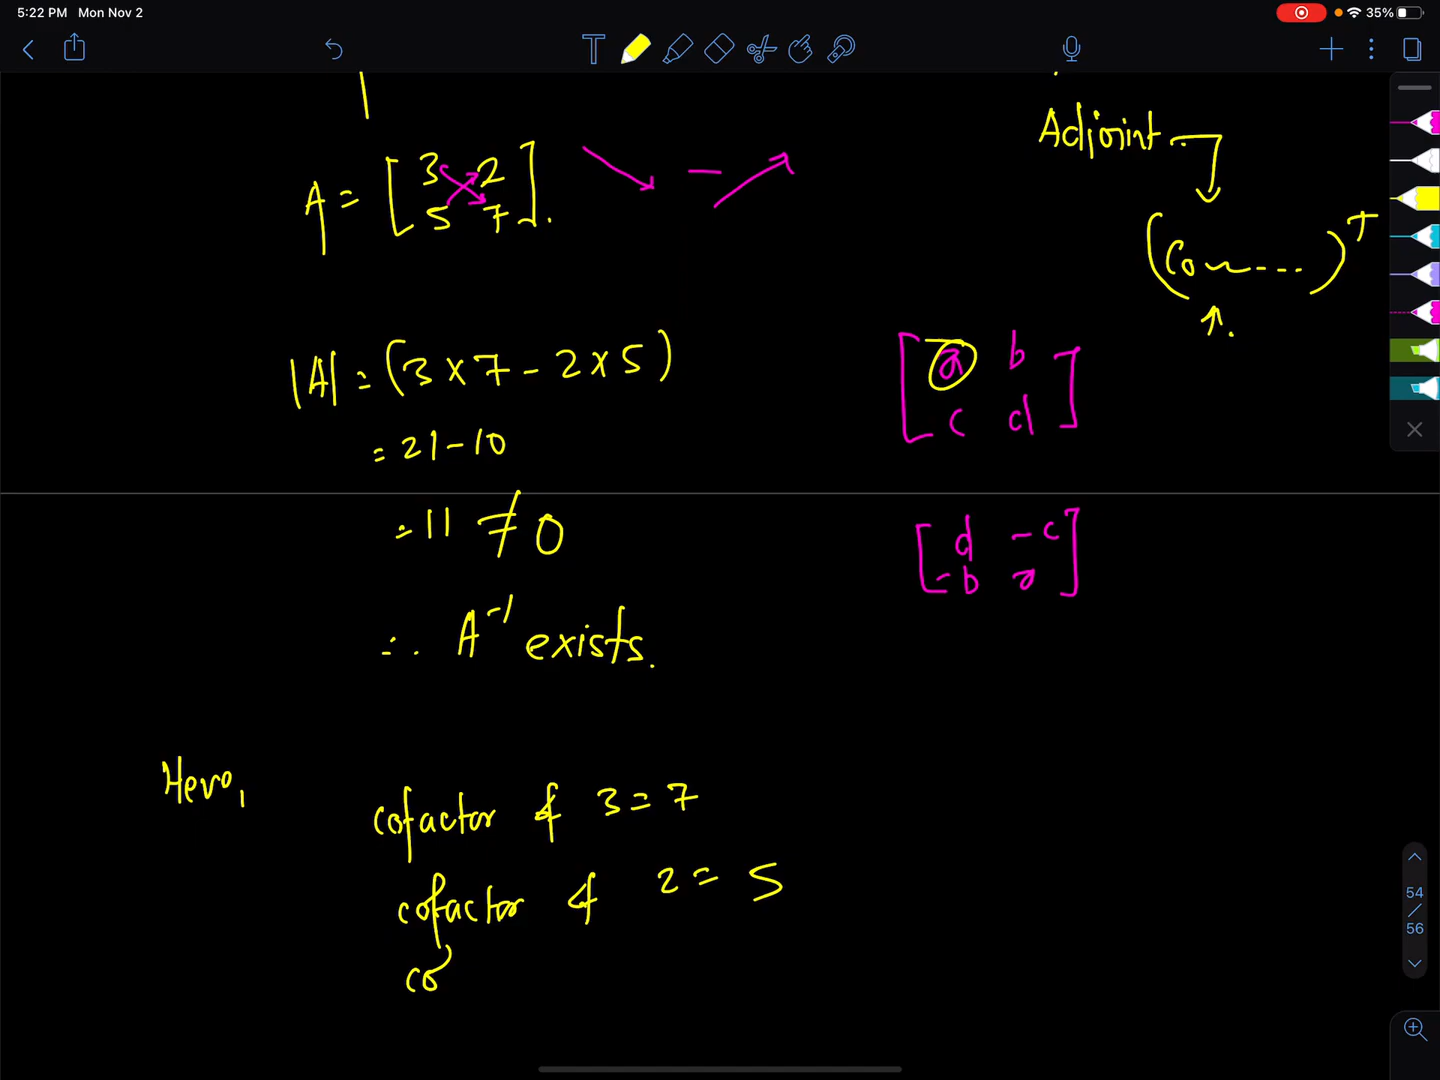 5:22 PM Mon Nov 2
35%
Adjoint
A = [ 3 2
5 7 ].
( Co ... )ᵀ
|A| = (3 × 7 - 2 × 5)
= 21 - 10
= 11 ≠ 0
∴ A⁻¹ exists.
[ a b
c d ]
[ d -c
-b a ]
Here,
cofactor of 3 = 7
cofactor of 2 = 5
co
54
/
56